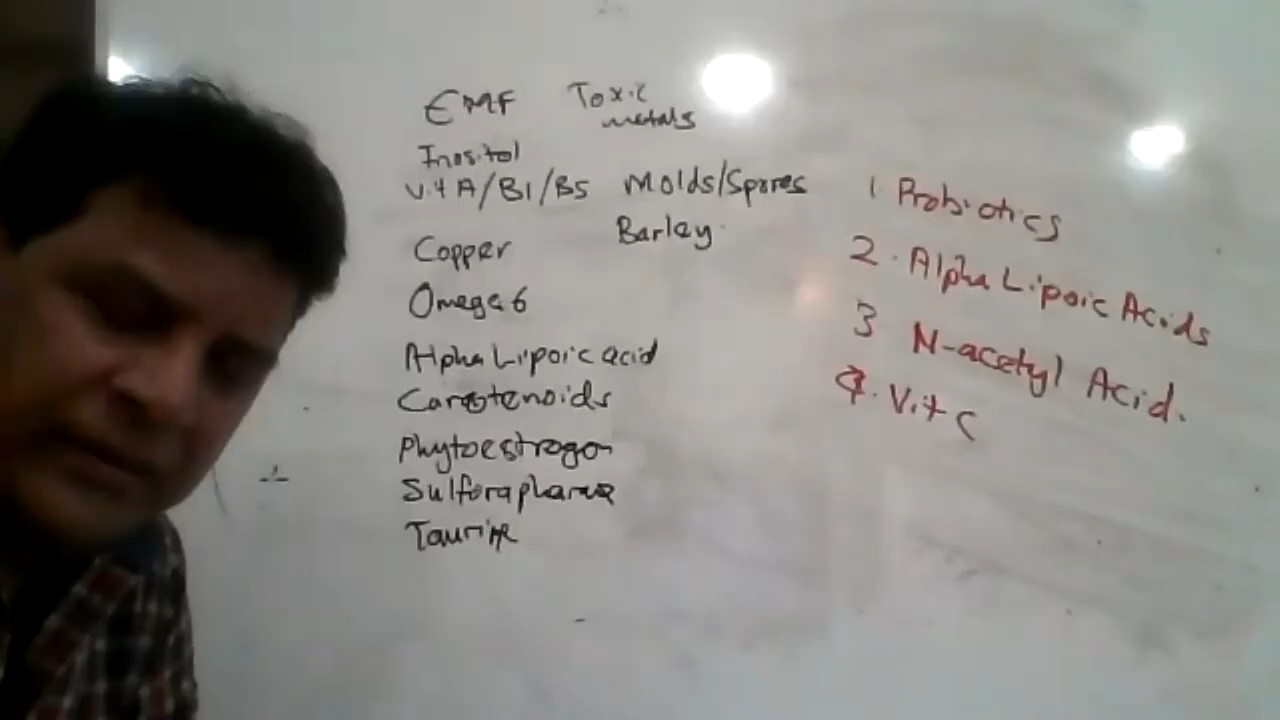 EMF
Toxic
metals
Inositol
Vit A/B1/B5
Molds/Spores
Barley
Copper
Omega 6
Alpha Lipoic acid
Carotenoids
Phytoestrogon
Sulforaphane
Taurine
1 Probiotics
2. Alpha Lipoic Acids
3 N-acetyl Acid.
4. Vit C